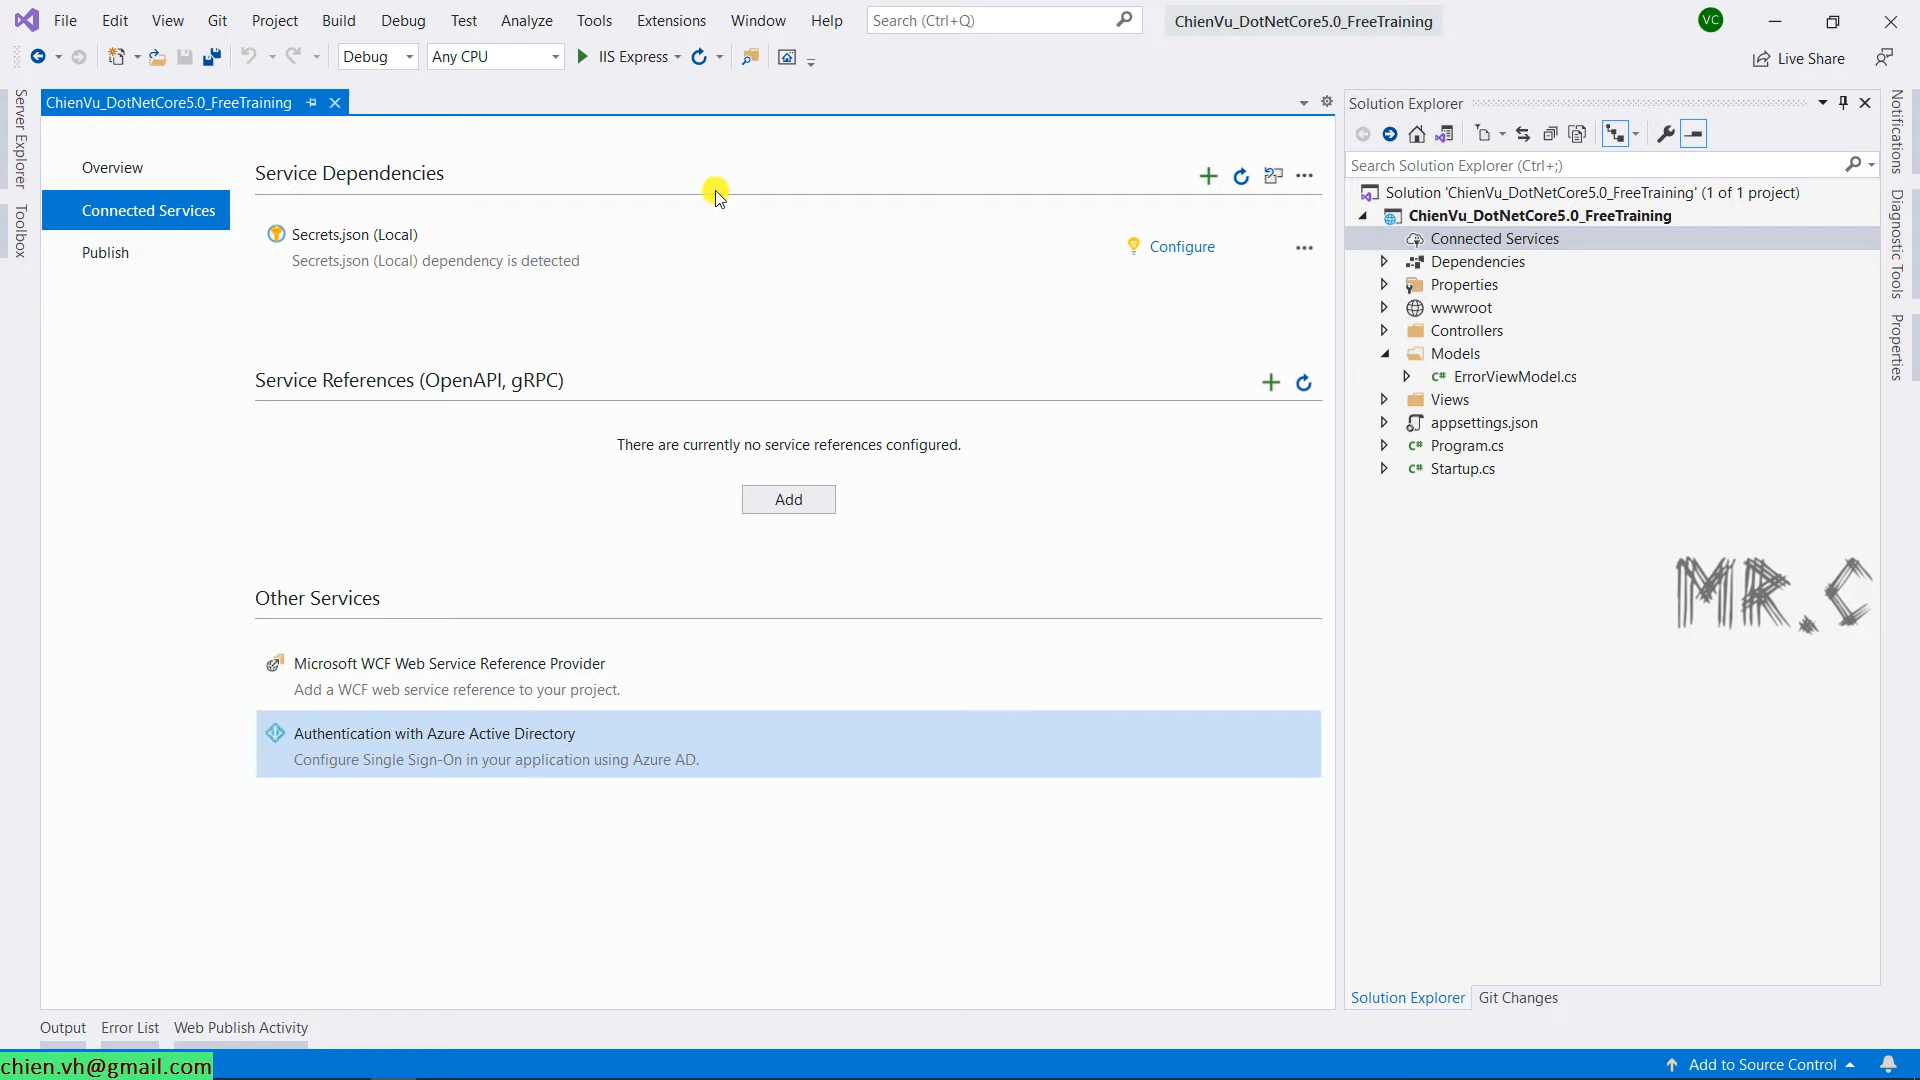 File Edit View Git Project Build Debug Test Analyze Tools Extensions Window Help Search (Ctrl+Q) ChienVu_DotNetCore5.0_FreeTraining VC
Debug Any CPU IIS Express Live Share
Server Explorer
Toolbox
ChienVu_DotNetCore5.0_FreeTraining
Overview
Connected Services
Publish
Service Dependencies
Secrets.json (Local)
Secrets.json (Local) dependency is detected
Configure
Service References (OpenAPI, gRPC)
There are currently no service references configured.
Add
Other Services
Microsoft WCF Web Service Reference Provider
Add a WCF web service reference to your project.
Authentication with Azure Active Directory
Configure Single Sign-On in your application using Azure AD.
Solution Explorer
Search Solution Explorer (Ctrl+;)
Solution 'ChienVu_DotNetCore5.0_FreeTraining' (1 of 1 project)
ChienVu_DotNetCore5.0_FreeTraining
Connected Services
Dependencies
Properties
wwwroot
Controllers
Models
C# ErrorViewModel.cs
Views
appsettings.json
C# Program.cs
C# Startup.cs
MR.C
Solution Explorer Git Changes
Notifications
Diagnostic Tools
Properties
Output Error List Web Publish Activity
chien.vh@gmail.com
Add to Source Control